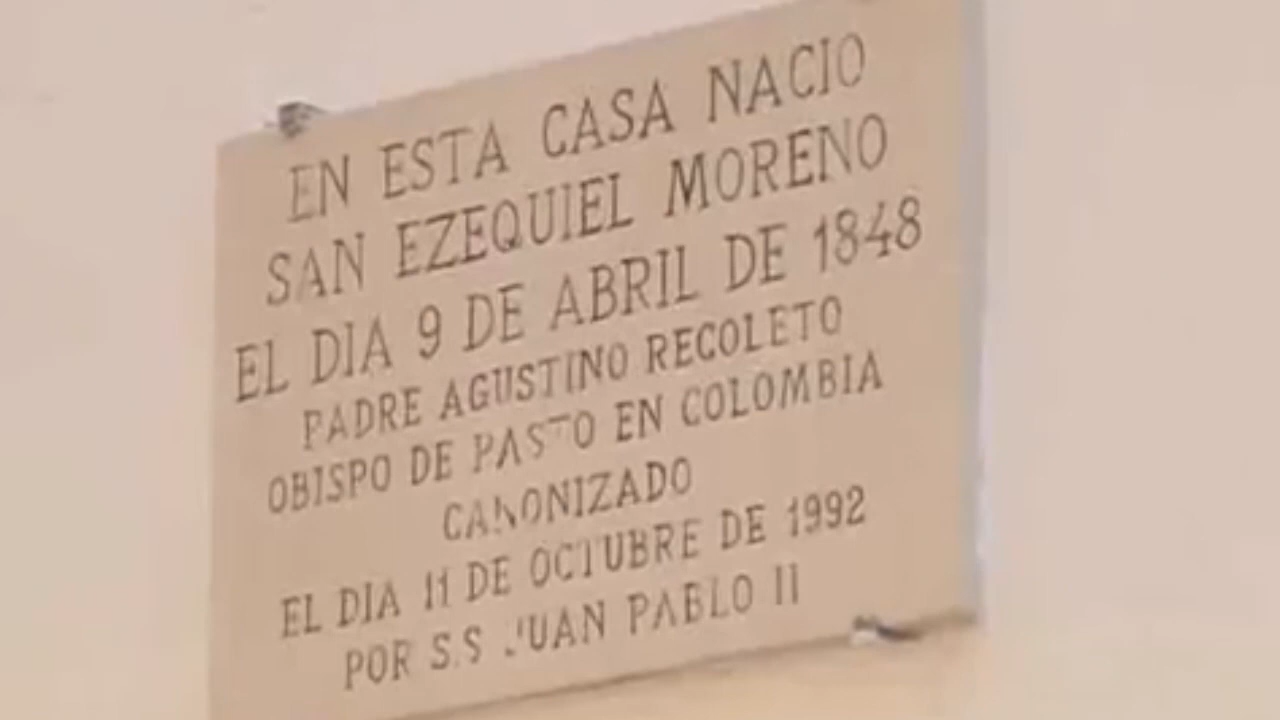 EN ESTA CASA NACIO
SAN EZEQUIEL MORENO
EL DIA 9 DE ABRIL DE 1848
PADRE AGUSTINO RECOLETO
OBISPO DE PASTO EN COLOMBIA
CANONIZADO
EL DIA 11 DE OCTUBRE DE 1992
POR S.S JUAN PABLO II